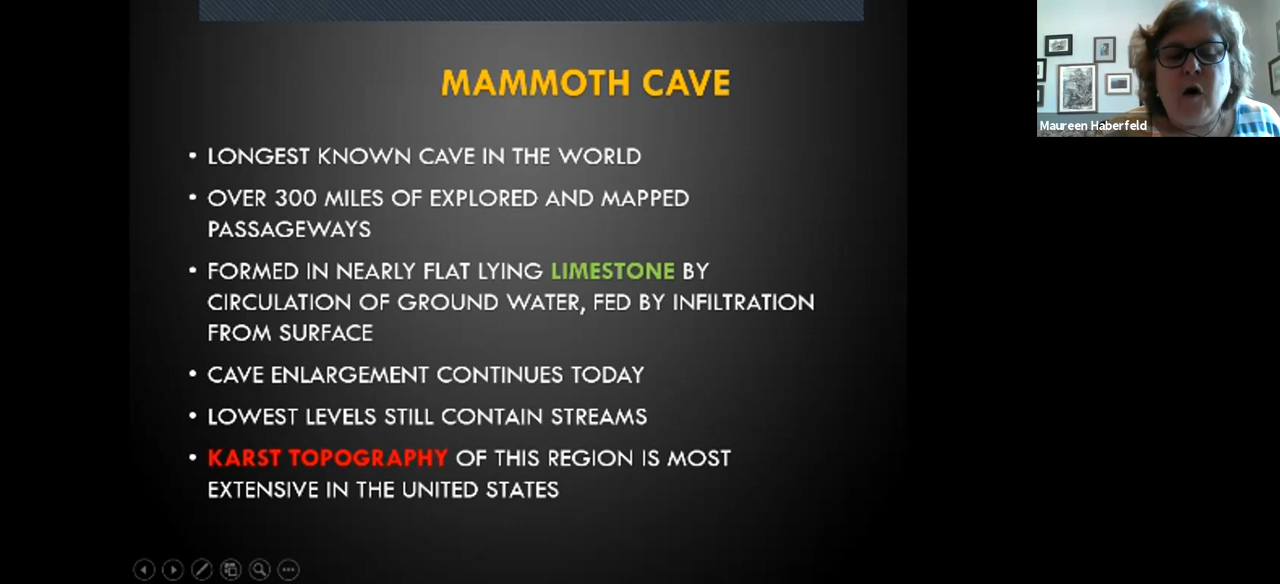 MAMMOTH CAVE
• LONGEST KNOWN CAVE IN THE WORLD
• OVER 300 MILES OF EXPLORED AND MAPPED
PASSAGEWAYS
• FORMED IN NEARLY FLAT LYING LIMESTONE BY
CIRCULATION OF GROUND WATER, FED BY INFILTRATION
FROM SURFACE
• CAVE ENLARGEMENT CONTINUES TODAY
• LOWEST LEVELS STILL CONTAIN STREAMS
• KARST TOPOGRAPHY OF THIS REGION IS MOST
EXTENSIVE IN THE UNITED STATES
Maureen Haberfeld